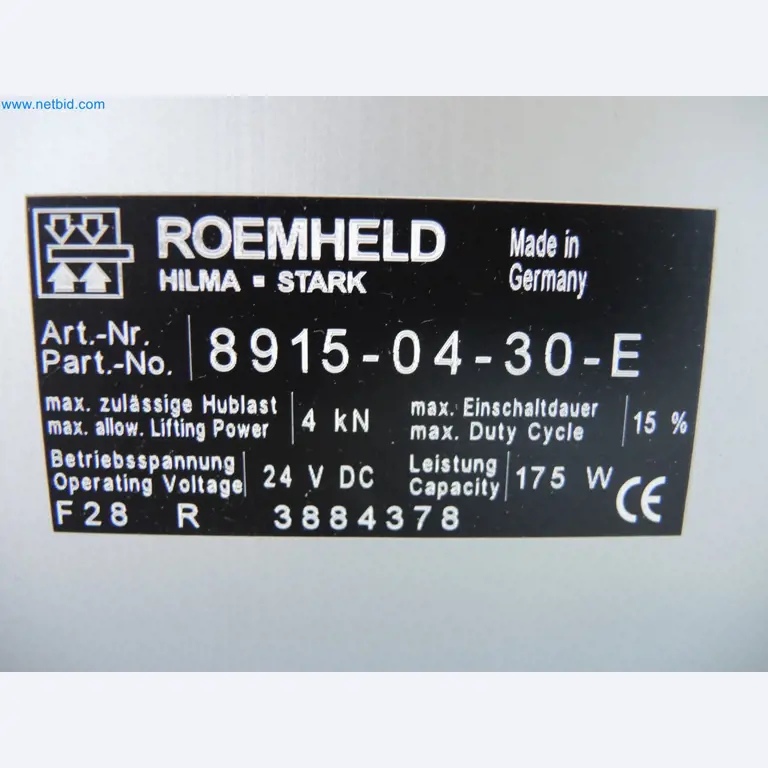 www.netbid.com
ROEMHELD
HILMA ▪ STARK
Made in
Germany
Art.-Nr.
Part.-No.
8915-04-30-E
max. zulässige Hublast
max. allow. Lifting Power
4 kN
max. Einschaltdauer
max. Duty Cycle
15 %
Betriebsspannung
Operating Voltage
24 V DC
Leistung
Capacity
175 W
CE
F28 R 3884378